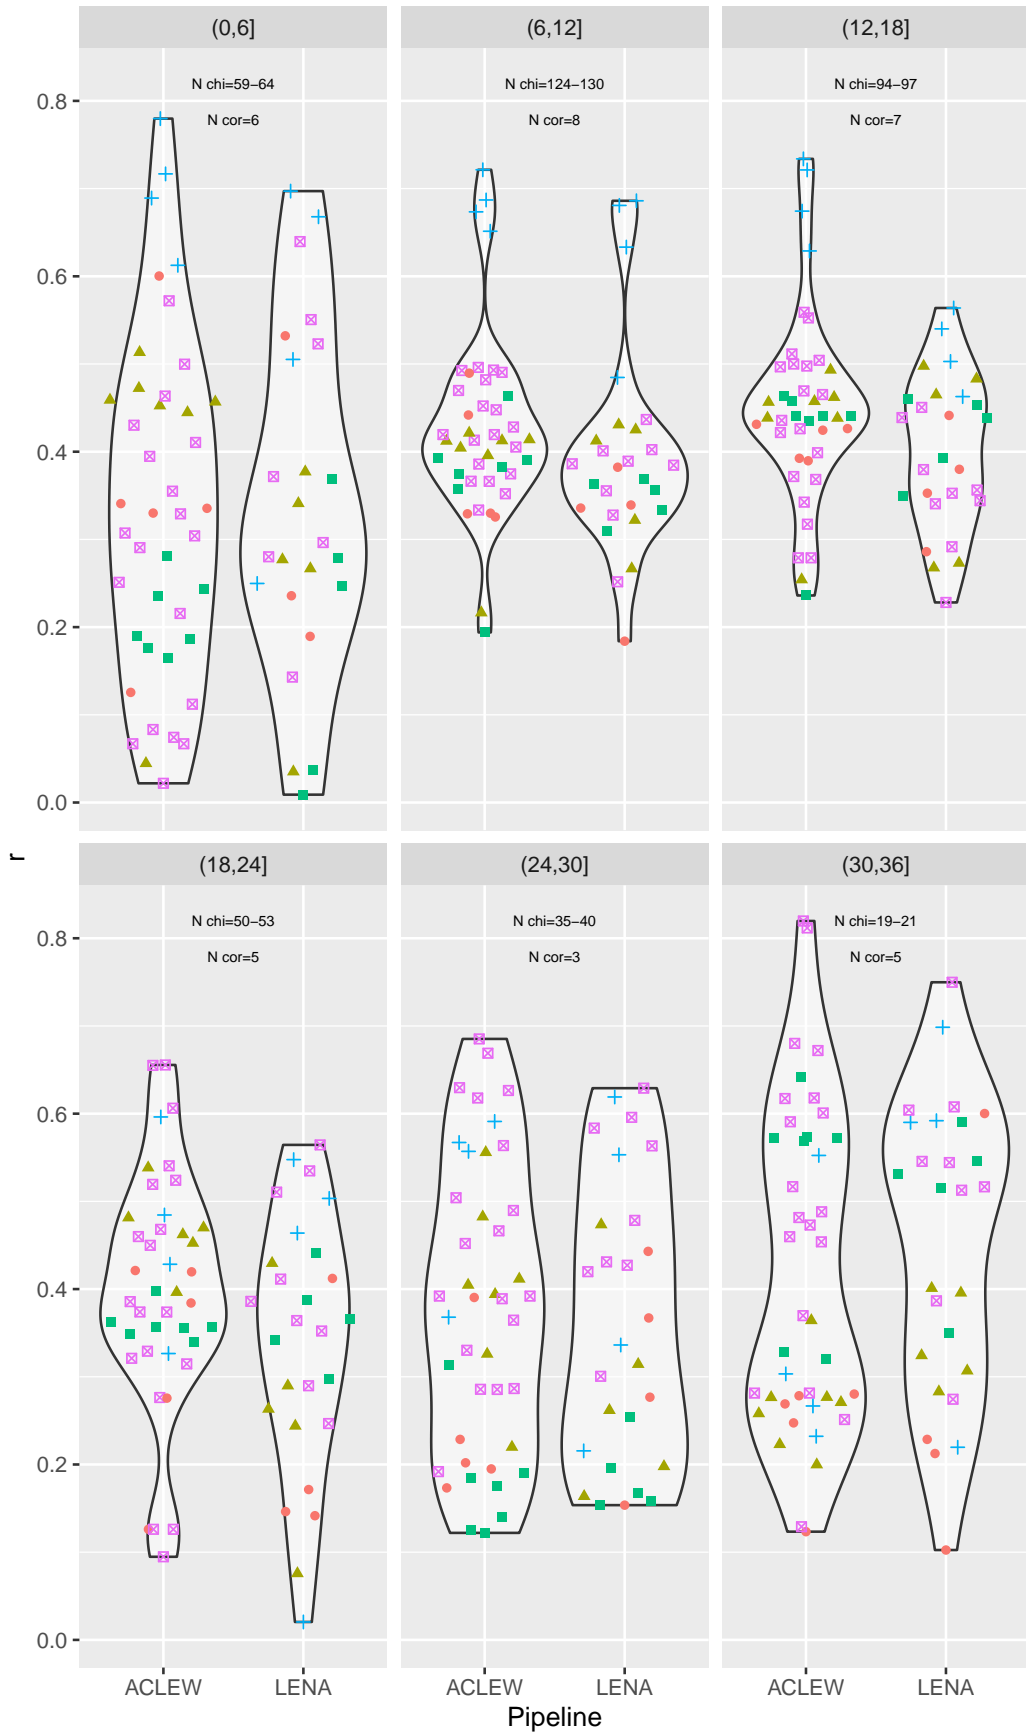 (0,6]
(6,12]
(12,18]
N chi=59−64
N cor=6
N chi=124−130
N cor=8
N chi=94−97
N cor=7
0.8
0.6
0.4
0.2
0.0
r
(18,24]
(24,30]
(30,36]
N chi=50−53
N cor=5
N chi=35−40
N cor=3
N chi=19−21
N cor=5
0.8
0.6
0.4
0.2
0.0
ACLEW LENA ACLEW LENA ACLEW LENA
Pipeline